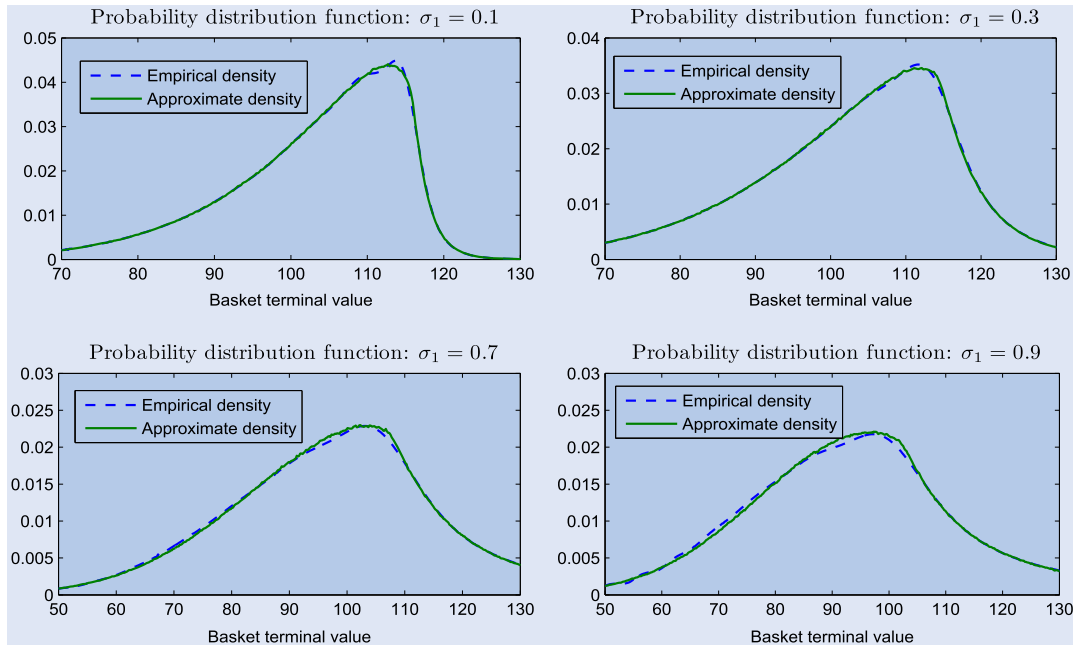 Probability distribution function: σ₁ = 0.1
0.05
0.04
0.03
0.02
0.01
0
Empirical density
Approximate density
70 80 90 100 110 120 130
Basket terminal value
Probability distribution function: σ₁ = 0.3
0.04
0.03
0.02
0.01
0
Empirical density
Approximate density
70 80 90 100 110 120 130
Basket terminal value
Probability distribution function: σ₁ = 0.7
0.03
0.025
0.02
0.015
0.01
0.005
0
Empirical density
Approximate density
50 60 70 80 90 100 110 120 130
Basket terminal value
Probability distribution function: σ₁ = 0.9
0.03
0.025
0.02
0.015
0.01
0.005
0
Empirical density
Approximate density
50 60 70 80 90 100 110 120 130
Basket terminal value